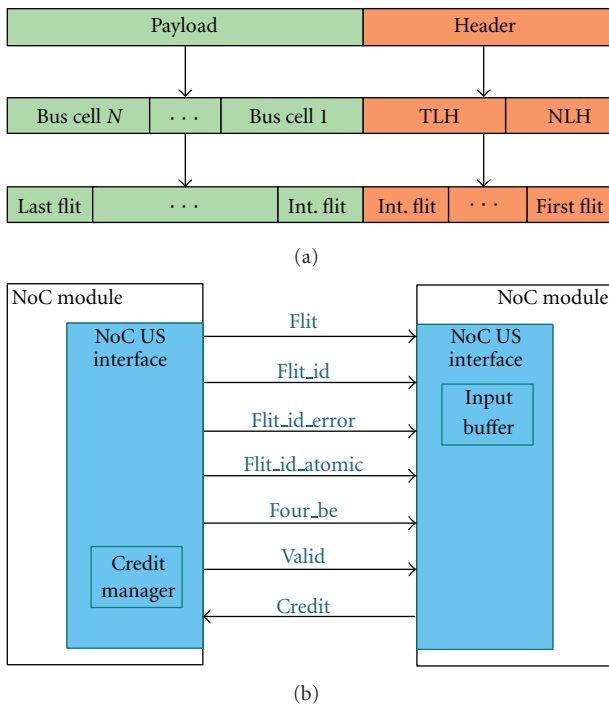 Payload Header
Bus cell N · · · Bus cell 1 TLH NLH
Last flit · · · Int. flit Int. flit · · · First flit
(a)
NoC module NoC module
NoC US interface
Flit
NoC US interface
Flit_id
Input buffer
Flit_id_error
Flit_id_atomic
Four_be
Credit manager
Valid
Credit
(b)